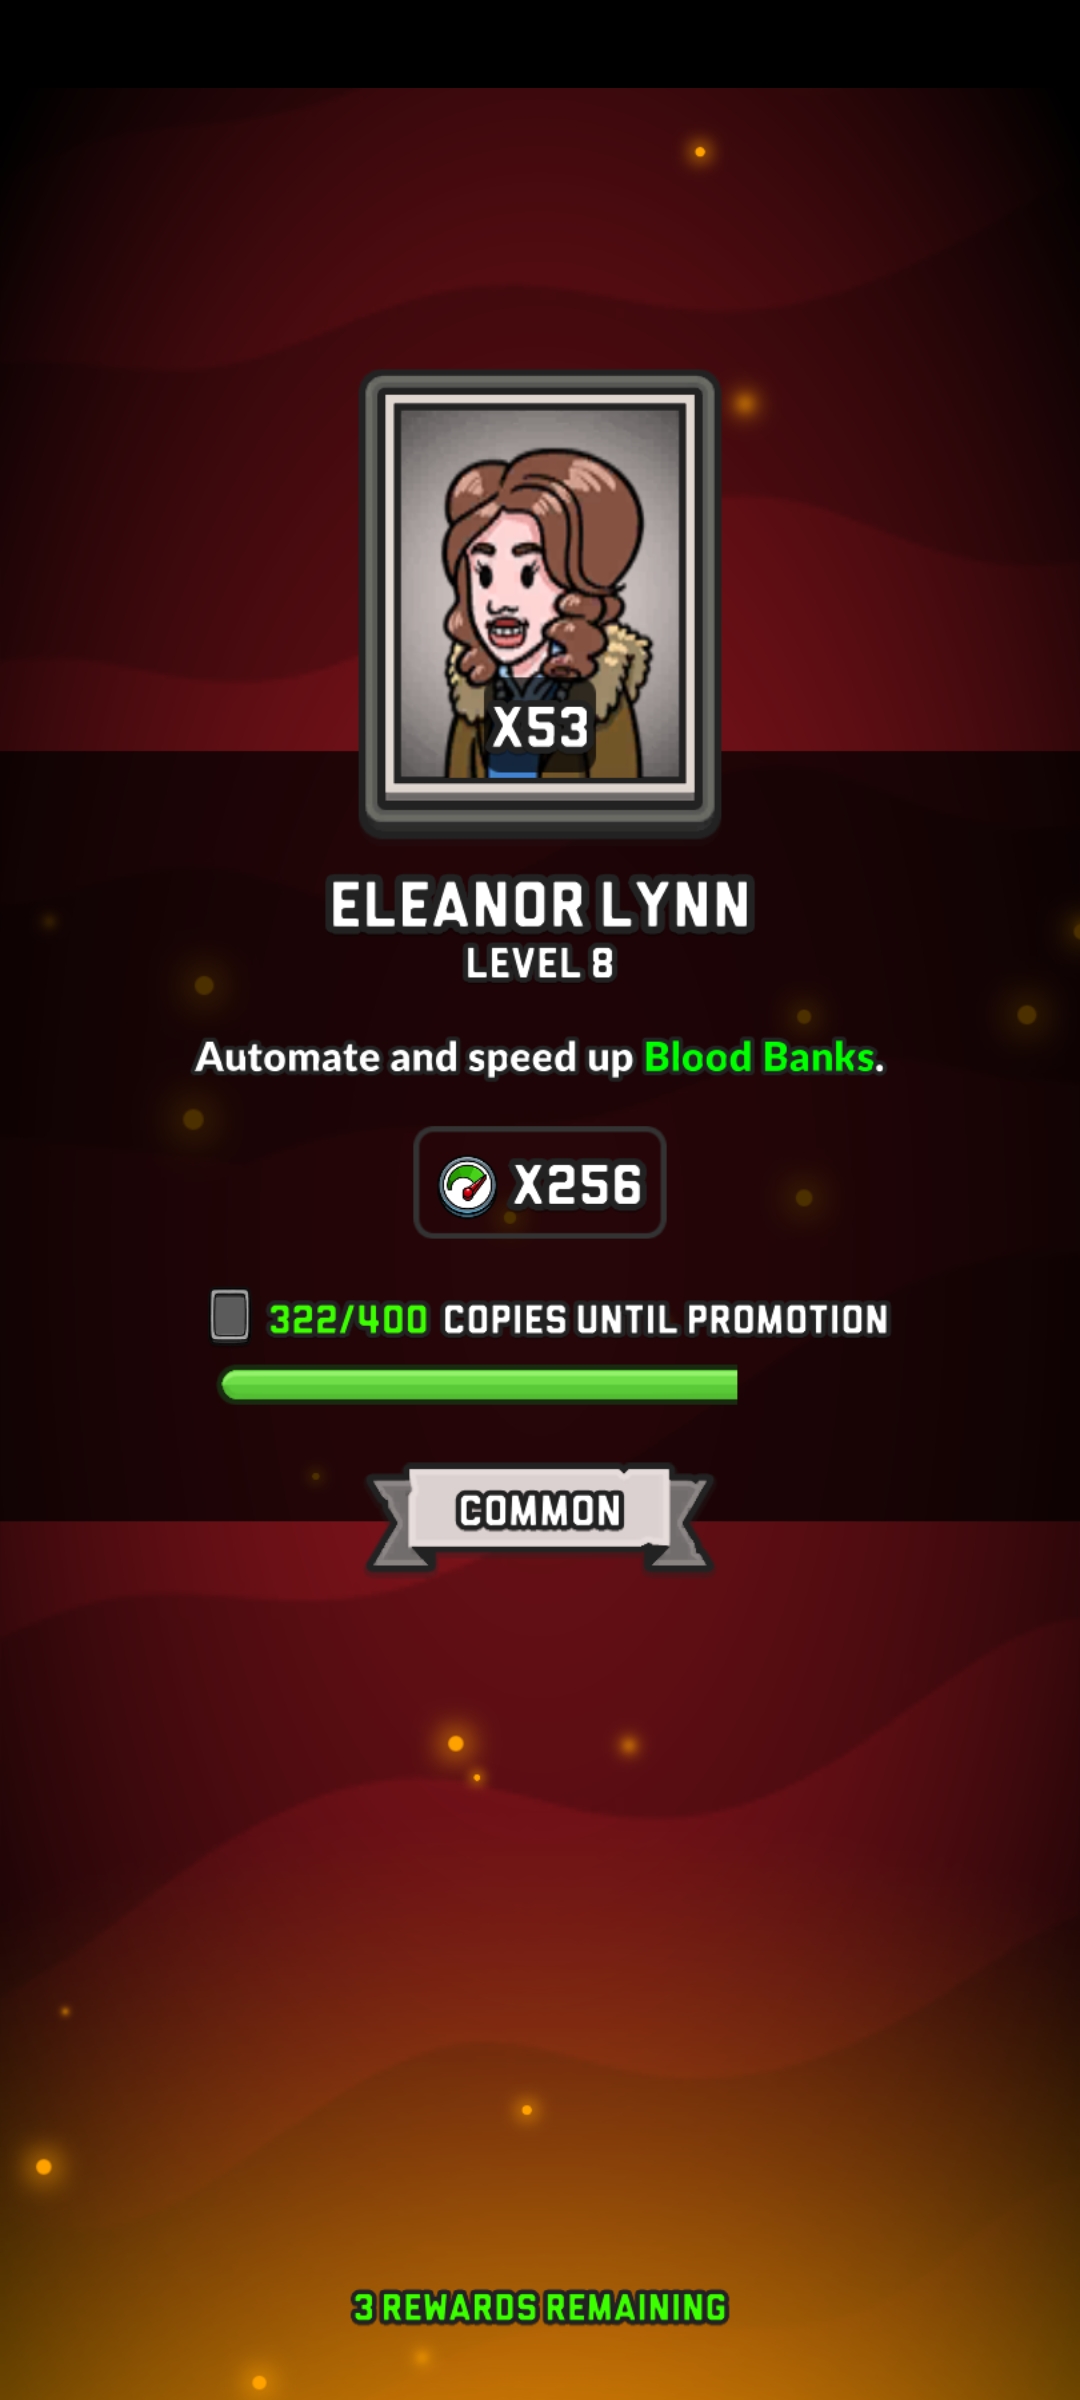 X53
ELEANOR LYNN
LEVEL 8
Automate and speed up Blood Banks.
X256
322/400 COPIES UNTIL PROMOTION
COMMON
3 REWARDS REMAINING